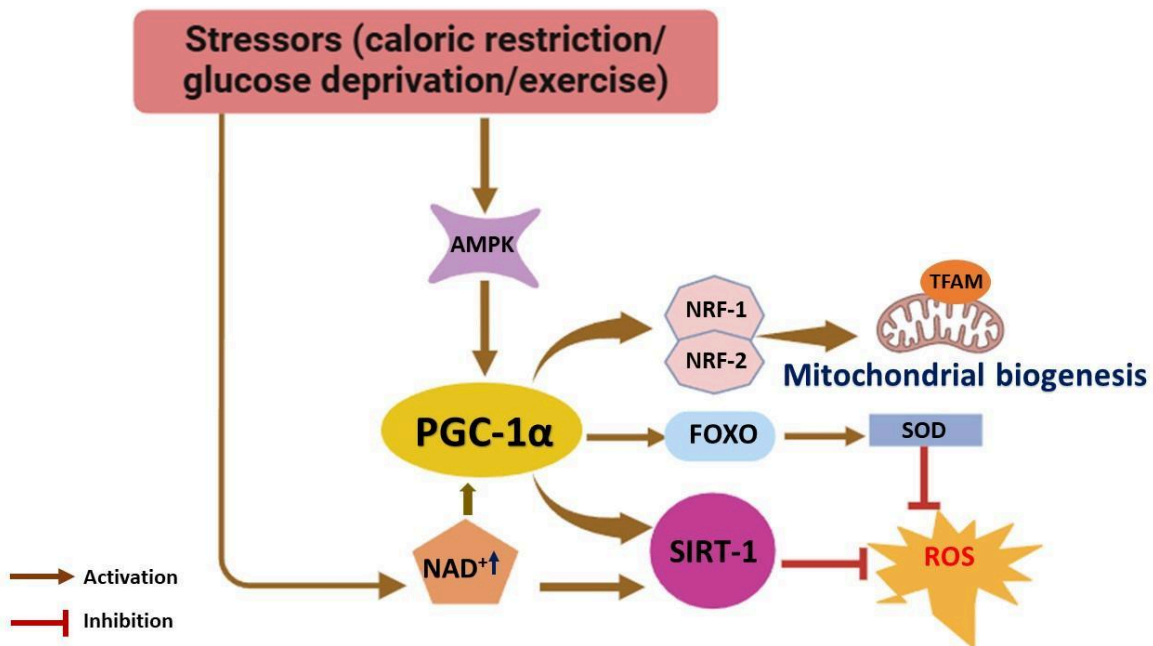 Stressors (caloric restriction/
glucose deprivation/exercise)
AMPK
TFAM
NRF-1
NRF-2
Mitochondrial biogenesis
PGC-1α
FOXO
SOD
NAD⁺↑
SIRT-1
ROS
Activation
Inhibition